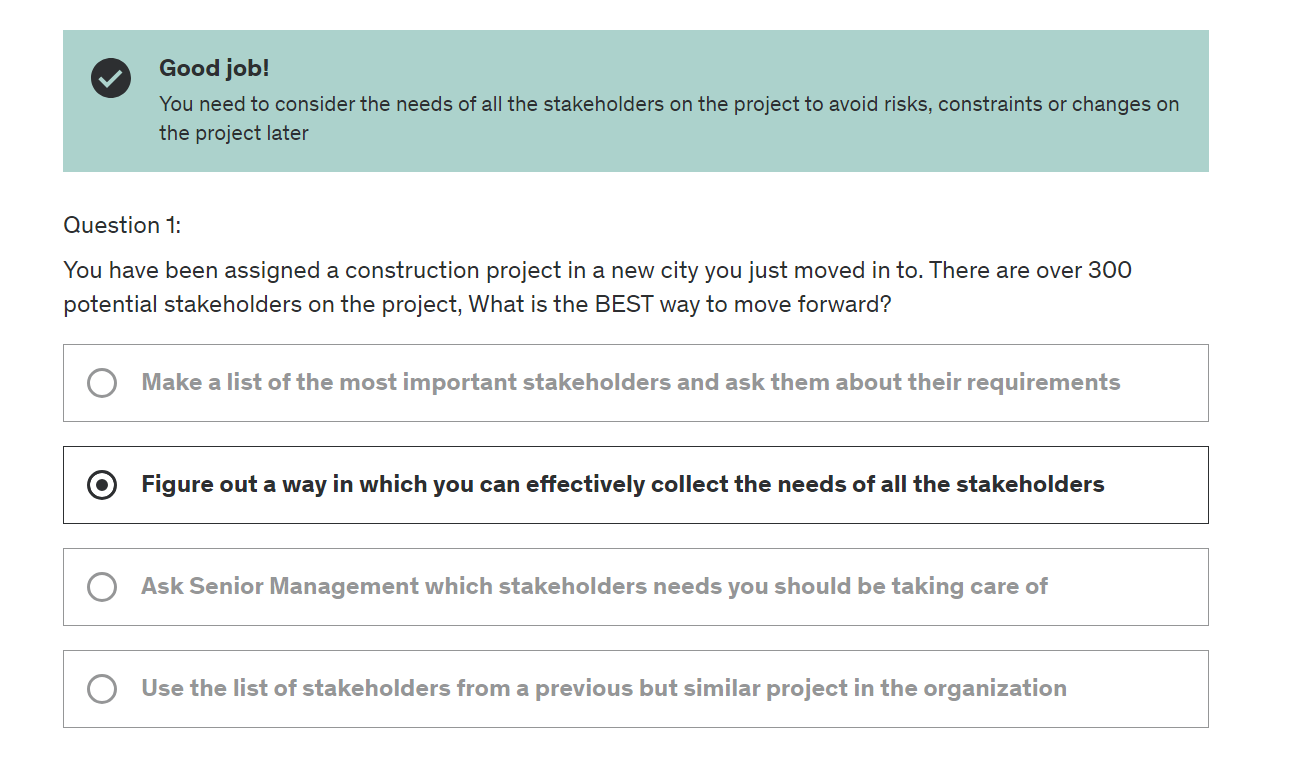 Good job!
You need to consider the needs of all the stakeholders on the project to avoid risks, constraints or changes on
the project later
Question 1:
You have been assigned a construction project in a new city you just moved in to. There are over 300
potential stakeholders on the project, What is the BEST way to move forward?
Make a list of the most important stakeholders and ask them about their requirements
Figure out a way in which you can effectively collect the needs of all the stakeholders
Ask Senior Management which stakeholders needs you should be taking care of
Use the list of stakeholders from a previous but similar project in the organization